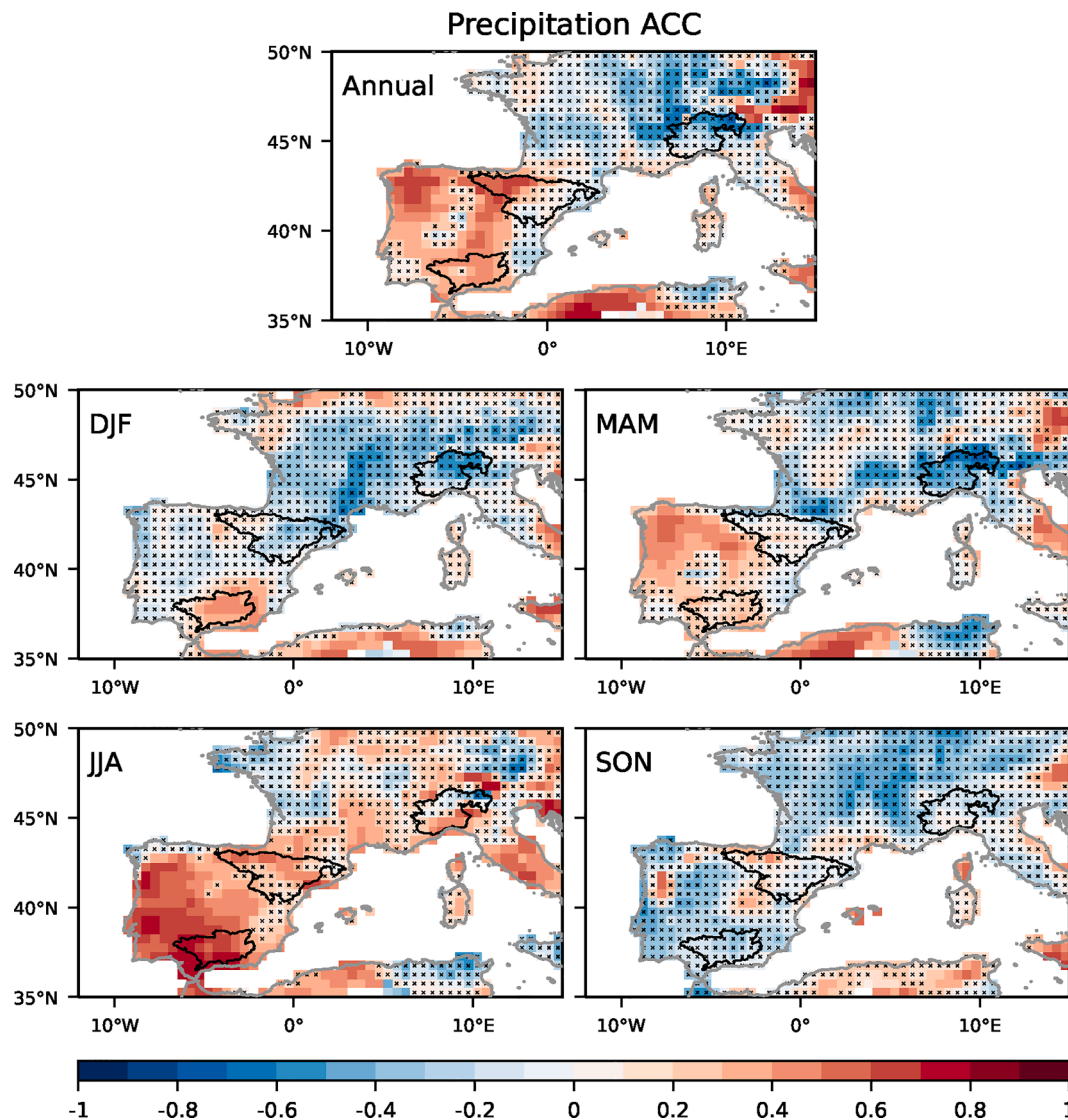 Precipitation ACC
50°N
Annual
45°N
40°N
35°N
10°W 0° 10°E
50°N
DJF MAM
45°N
40°N
35°N
10°W 0° 10°E 10°W 0° 10°E
50°N
JJA SON
45°N
40°N
35°N
10°W 0° 10°E 10°W 0° 10°E
-1 -0.8 -0.6 -0.4 -0.2 0 0.2 0.4 0.6 0.8 1